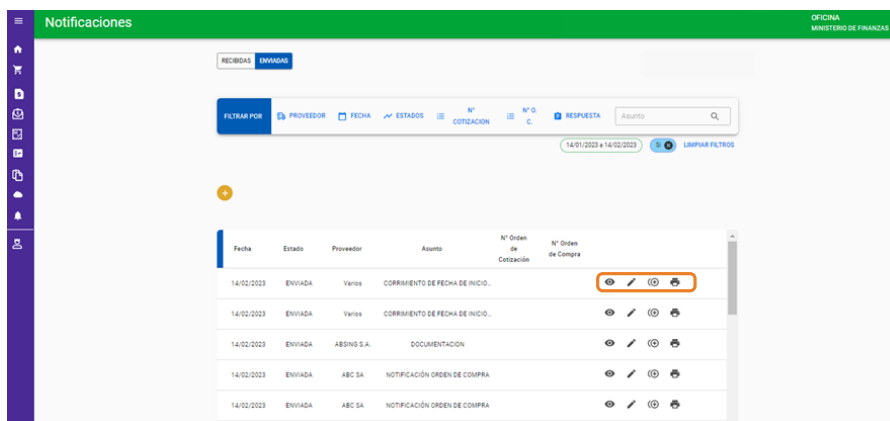 Notificaciones
OFICINA
MINISTERIO DE FINANZAS
RECIBIDAS ENVIADAS
FILTRAR POR PROVEEDOR FECHA ESTADOS N° COTIZACION N° O. C. RESPUESTA Asunto
14/01/2023 a 14/02/2023 LIMPIAR FILTROS
Fecha Estado Proveedor Asunto N° Orden de Cotización N° Orden de Compra
14/02/2023 ENVIADA Varios CORRIMIENTO DE FECHA DE INICIO...
14/02/2023 ENVIADA Varios CORRIMIENTO DE FECHA DE INICIO...
14/02/2023 ENVIADA ABSING S.A. DOCUMENTACION
14/02/2023 ENVIADA ABC SA NOTIFICACIÓN ORDEN DE COMPRA
14/02/2023 ENVIADA ABC SA NOTIFICACIÓN ORDEN DE COMPRA